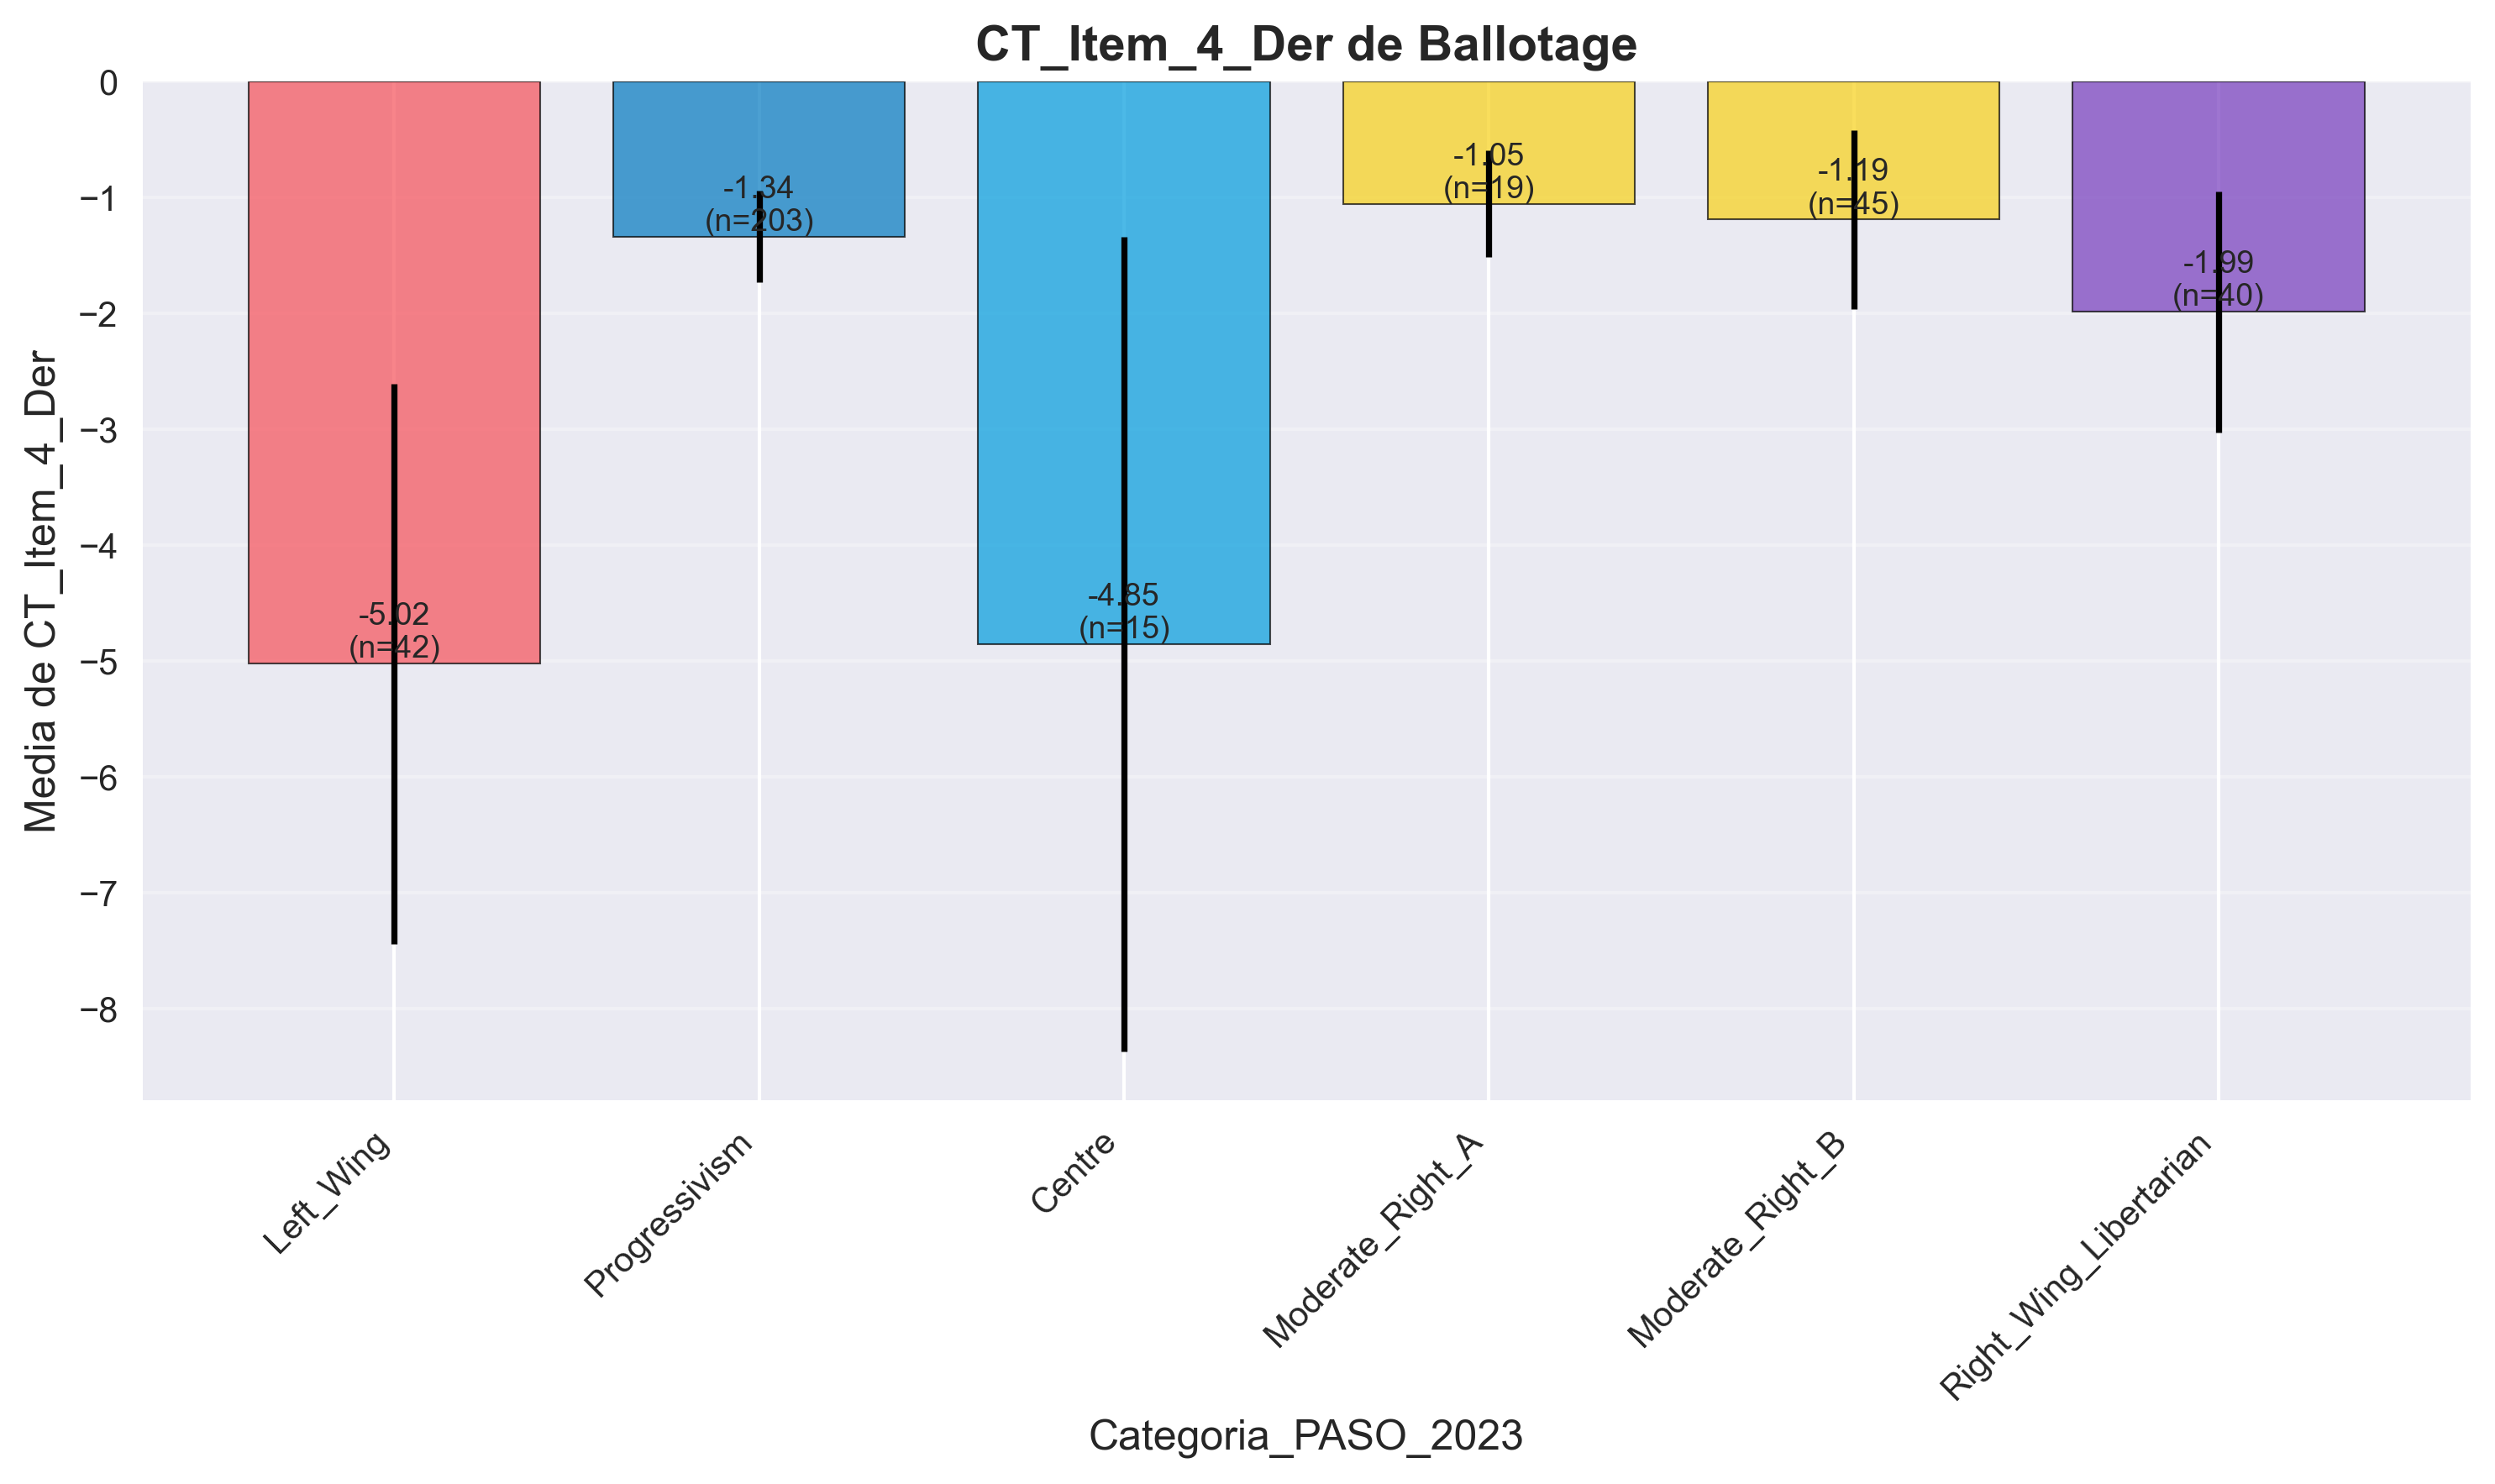 CT_Item_4_Der de Ballotage
Media de CT_Item_4_Der
0
−1
−2
−3
−4
−5
−6
−7
−8
-5.02
(n=42)
-1.34
(n=203)
-4.85
(n=15)
-1.05
(n=19)
-1.19
(n=45)
-1.99
(n=40)
Left_Wing
Progressivism
Centre
Moderate_Right_A
Moderate_Right_B
Right_Wing_Libertarian
Categoria_PASO_2023